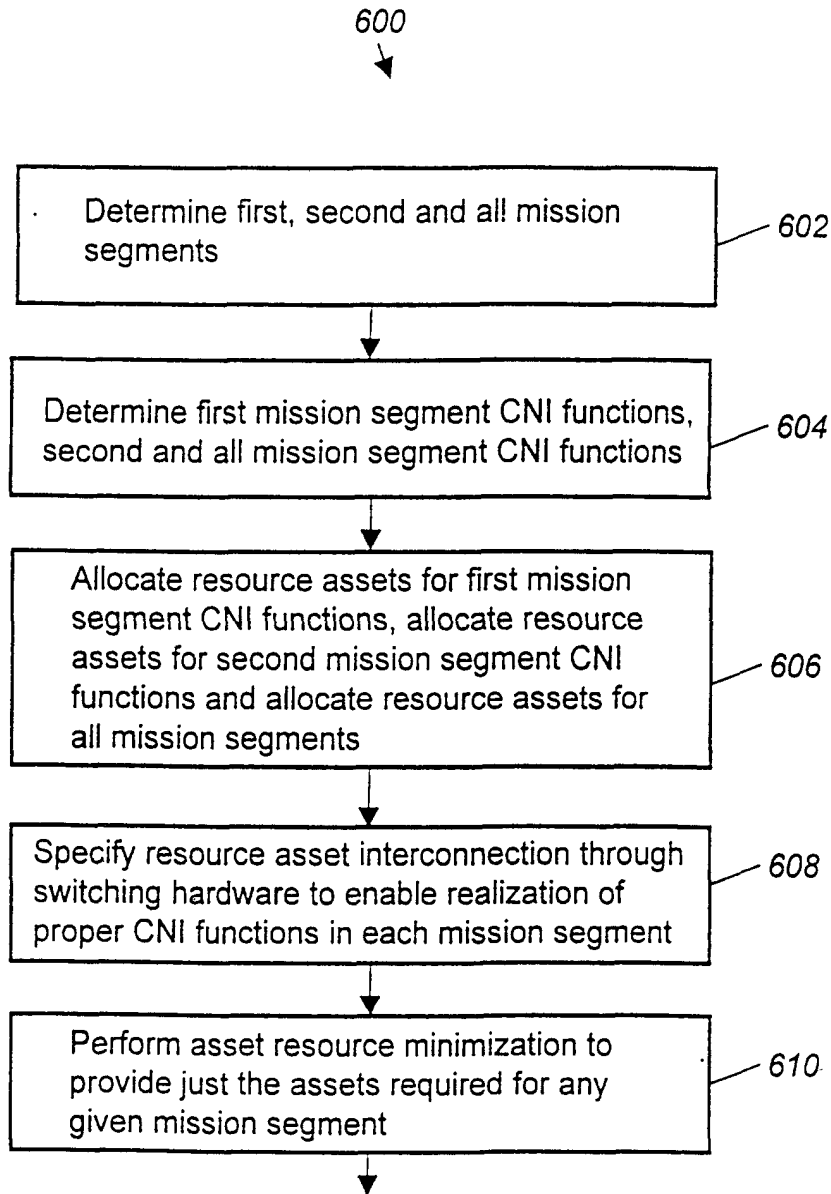 600
Determine first, second and all mission
segments
602
Determine first mission segment CNI functions,
second and all mission segment CNI functions
604
Allocate resource assets for first mission
segment CNI functions, allocate resource
assets for second mission segment CNI
functions and allocate resource assets for
all mission segments
606
Specify resource asset interconnection through
switching hardware to enable realization of
proper CNI functions in each mission segment
608
Perform asset resource minimization to
provide just the assets required for any
given mission segment
610